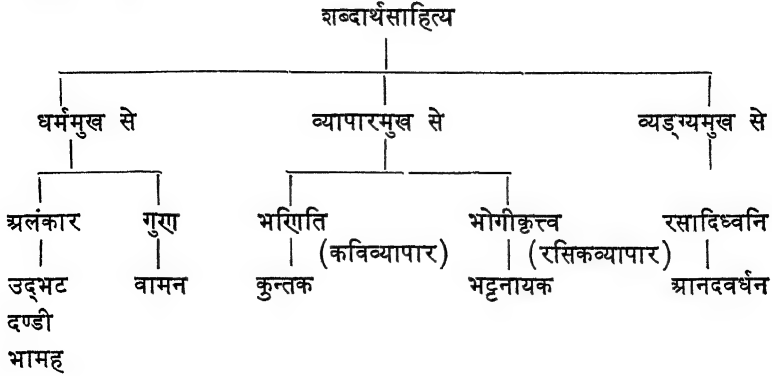 शब्दार्थसाहित्य
धर्ममुख से व्यापारमुख से व्यङ्ग्यमुख से
अलंकार गुण भणिति भोगीकृत्त्व रसादिध्वनि
(कविव्यापार) (रसिकव्यापार)
उद्भट वामन कुन्तक भट्टनायक आनदवर्धन
दण्डी
भामह